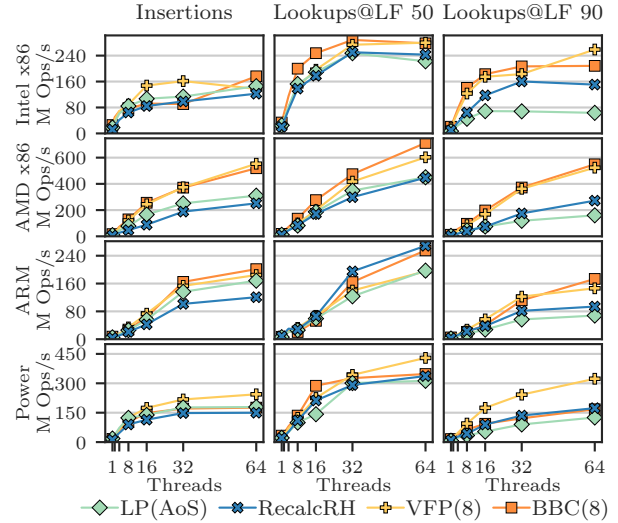 Insertions Lookups@LF 50 Lookups@LF 90
Intel x86
M Ops/s
240
160
80
0
AMD x86
M Ops/s
600
400
200
0
ARM
M Ops/s
240
160
80
0
Power
M Ops/s
450
300
150
0
1 8 16 32 64 1 8 16 32 64 1 8 16 32 64
Threads Threads Threads
LP(AoS) RecalcRH VFP(8) BBC(8)